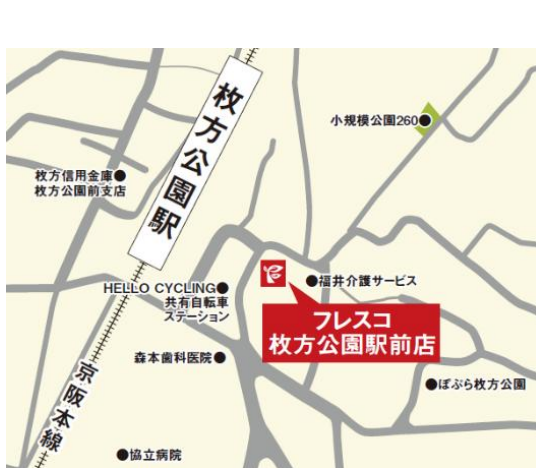 枚方公園駅
小規模公園260
枚方信用金庫
枚方公園前支店
HELLO CYCLING
共有自転車
ステーション
福井介護サービス
フレスコ
枚方公園駅前店
森本歯科医院
ぽぷら枚方公園
京阪本線
協立病院